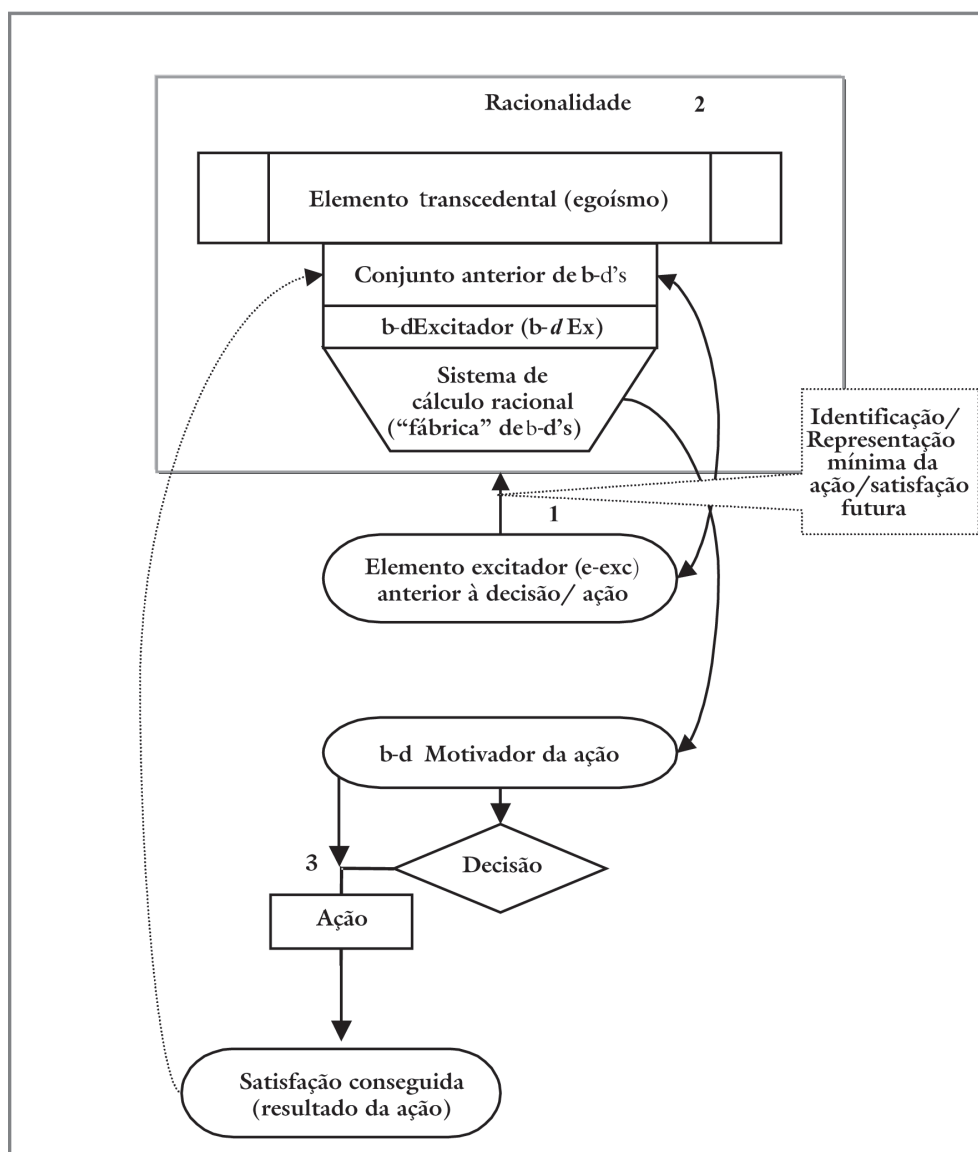 Racionalidade 2
Elemento transcedental (egoísmo)
Conjunto anterior de b-d's
b-dExcitador (b-d Ex)
Sistema de
cálculo racional
(“fábrica” de b-d's)
Identificação/
Representação
mínima da
ação/satisfação
futura
1
Elemento excitador (e-exc)
anterior à decisão/ ação
b-d Motivador da ação
Decisão
3
Ação
Satisfação conseguida
(resultado da ação)